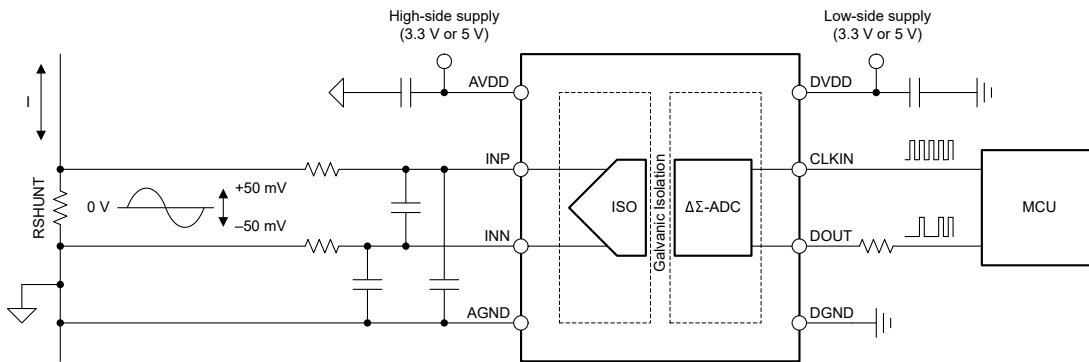 High-side supply
(3.3 V or 5 V)
Low-side supply
(3.3 V or 5 V)
AVDD
DVDD
I
INP
CLKIN
RSHUNT
0 V
+50 mV
–50 mV
ISO
Galvanic Isolation
ΔΣ-ADC
MCU
INN
DOUT
AGND
DGND